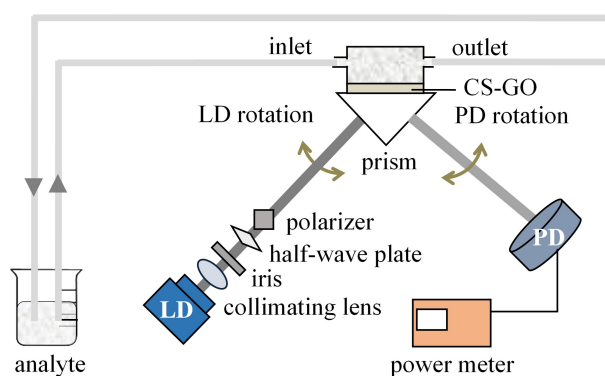 inlet
outlet
CS-GO
LD rotation
PD rotation
prism
polarizer
half-wave plate
iris
collimating lens
LD
PD
analyte
power meter